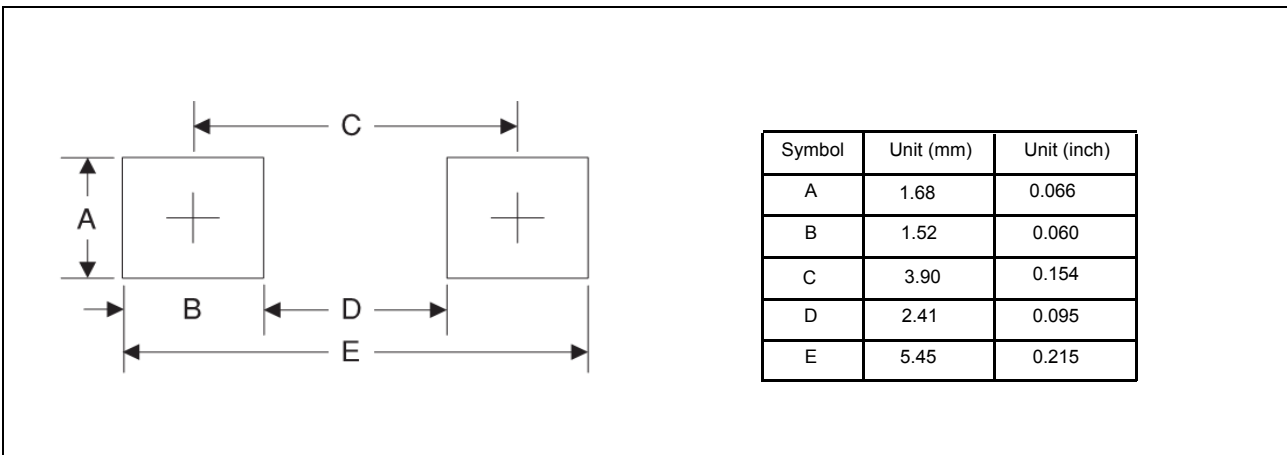 C
A
B
D
E
Symbol Unit (mm) Unit (inch)
A 1.68 0.066
B 1.52 0.060
C 3.90 0.154
D 2.41 0.095
E 5.45 0.215